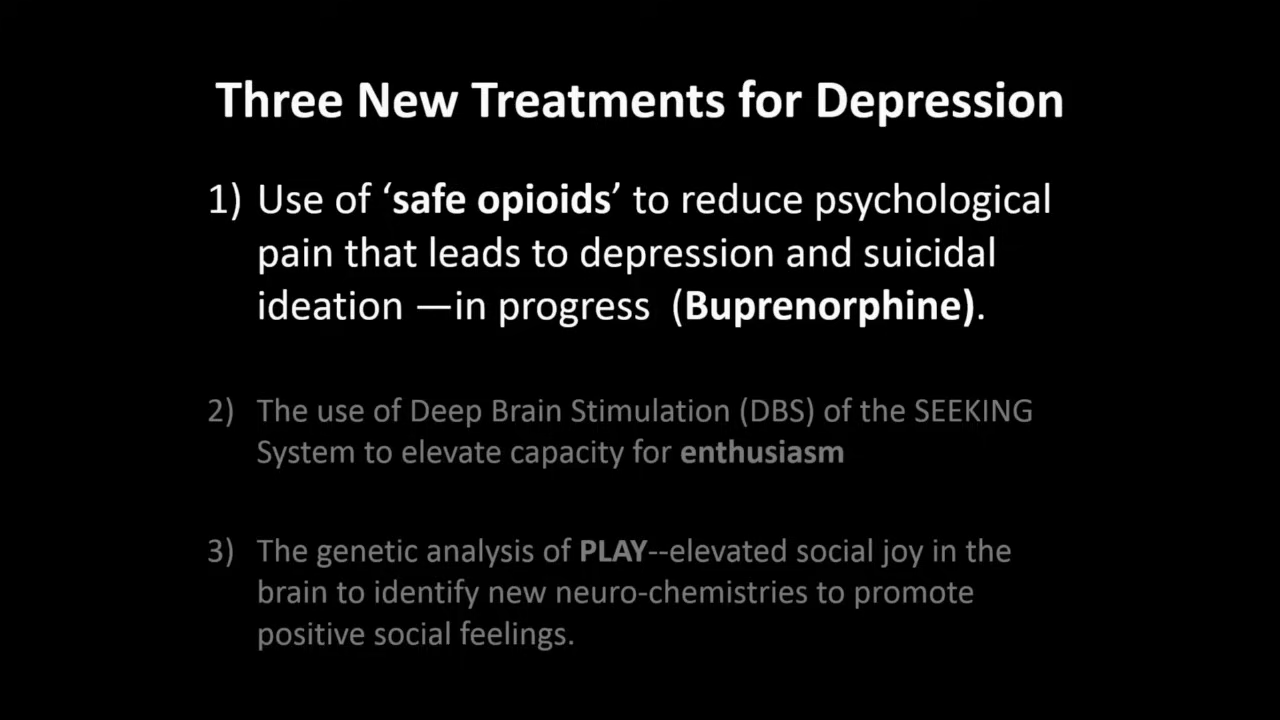 Three New Treatments for Depression
1) Use of ‘safe opioids’ to reduce psychological
pain that leads to depression and suicidal
ideation —in progress  (Buprenorphine).
2) The use of Deep Brain Stimulation (DBS) of the SEEKING
System to elevate capacity for enthusiasm
3) The genetic analysis of PLAY--elevated social joy in the
brain to identify new neuro-chemistries to promote
positive social feelings.